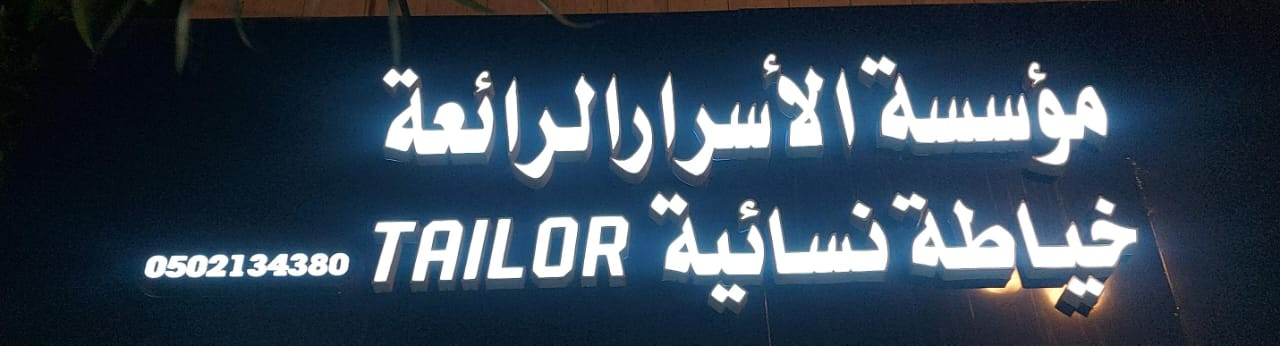 مؤسسة الأسرار الرائعة
خياطة نسائية TAILOR 0502134380